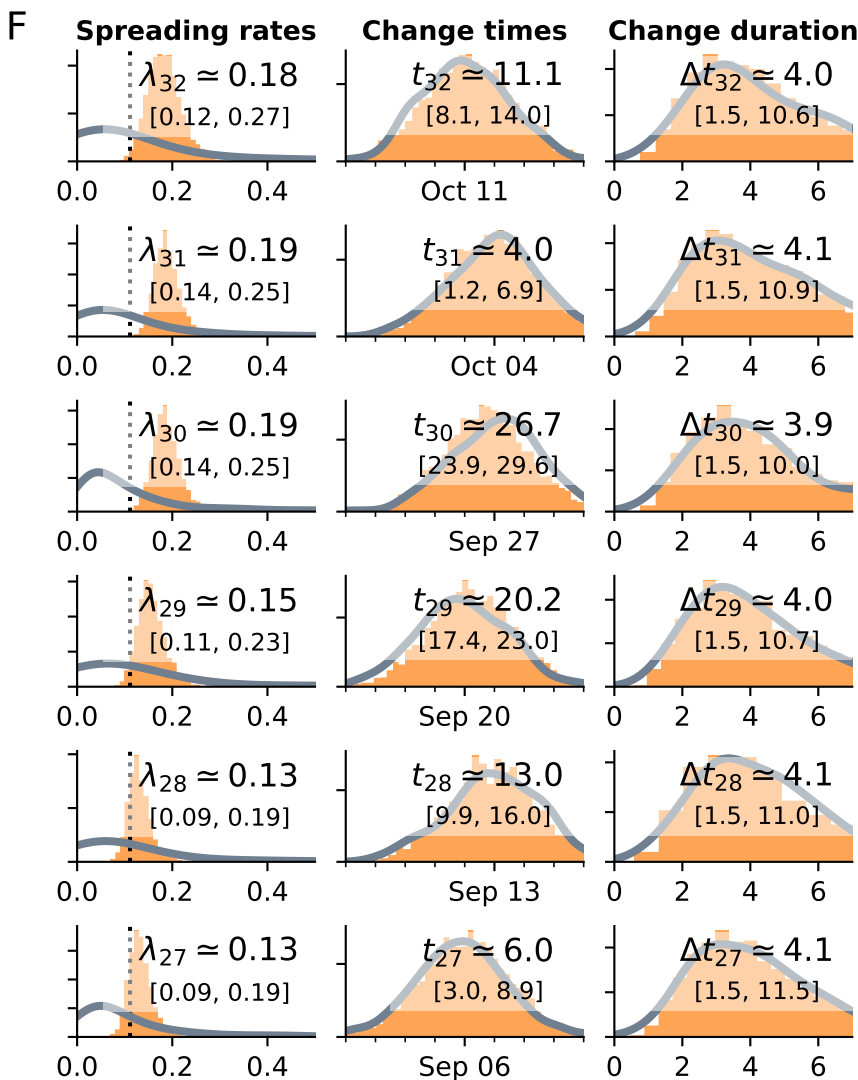 F
Spreading rates Change times Change duration
λ32 ≃ 0.18 t32 ≃ 11.1 Δt32 ≃ 4.0
[0.12, 0.27] [8.1, 14.0] [1.5, 10.6]
0.0 0.2 0.4 Oct 11 0 2 4 6
λ31 ≃ 0.19 t31 ≃ 4.0 Δt31 ≃ 4.1
[0.14, 0.25] [1.2, 6.9] [1.5, 10.9]
0.0 0.2 0.4 Oct 04 0 2 4 6
λ30 ≃ 0.19 t30 ≃ 26.7 Δt30 ≃ 3.9
[0.14, 0.25] [23.9, 29.6] [1.5, 10.0]
0.0 0.2 0.4 Sep 27 0 2 4 6
λ29 ≃ 0.15 t29 ≃ 20.2 Δt29 ≃ 4.0
[0.11, 0.23] [17.4, 23.0] [1.5, 10.7]
0.0 0.2 0.4 Sep 20 0 2 4 6
λ28 ≃ 0.13 t28 ≃ 13.0 Δt28 ≃ 4.1
[0.09, 0.19] [9.9, 16.0] [1.5, 11.0]
0.0 0.2 0.4 Sep 13 0 2 4 6
λ27 ≃ 0.13 t27 ≃ 6.0 Δt27 ≃ 4.1
[0.09, 0.19] [3.0, 8.9] [1.5, 11.5]
0.0 0.2 0.4 Sep 06 0 2 4 6